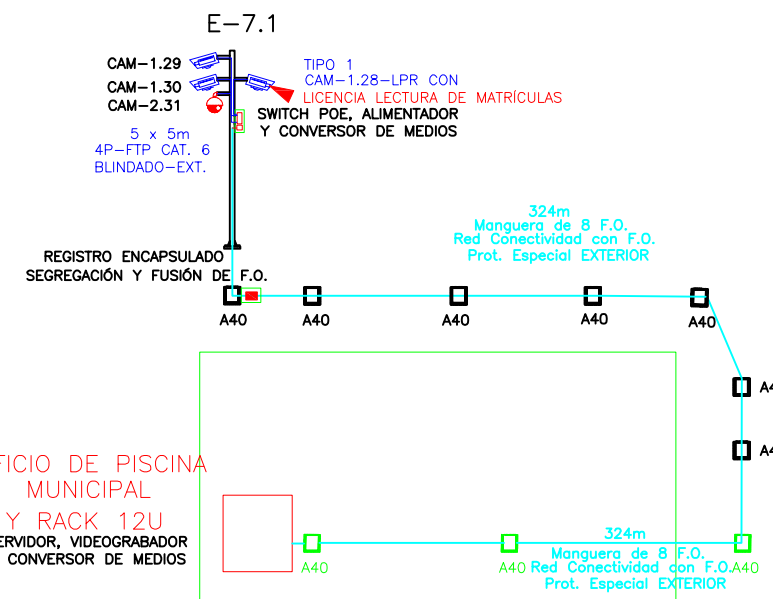 E-7.1
CAM-1.29
CAM-1.30
CAM-2.31
TIPO 1
CAM-1.28-LPR CON
LICENCIA LECTURA DE MATRÍCULAS
SWITCH POE, ALIMENTADOR
Y CONVERSOR DE MEDIOS
5 x 5m
4P-FTP CAT. 6
BLINDADO-EXT.
324m
Manguera de 8 F.O.
Red Conectividad con F.O.
Prot. Especial EXTERIOR
REGISTRO ENCAPSULADO
SEGREGACIÓN Y FUSIÓN DE F.O.
A40 A40 A40 A40 A40
A4
A4
FICIO DE PISCINA
MUNICIPAL
Y RACK 12U
ERVIDOR, VIDEOGRABADOR
CONVERSOR DE MEDIOS
A40 A40 A40
324m
Manguera de 8 F.O.
Red Conectividad con F.O.
Prot. Especial EXTERIOR